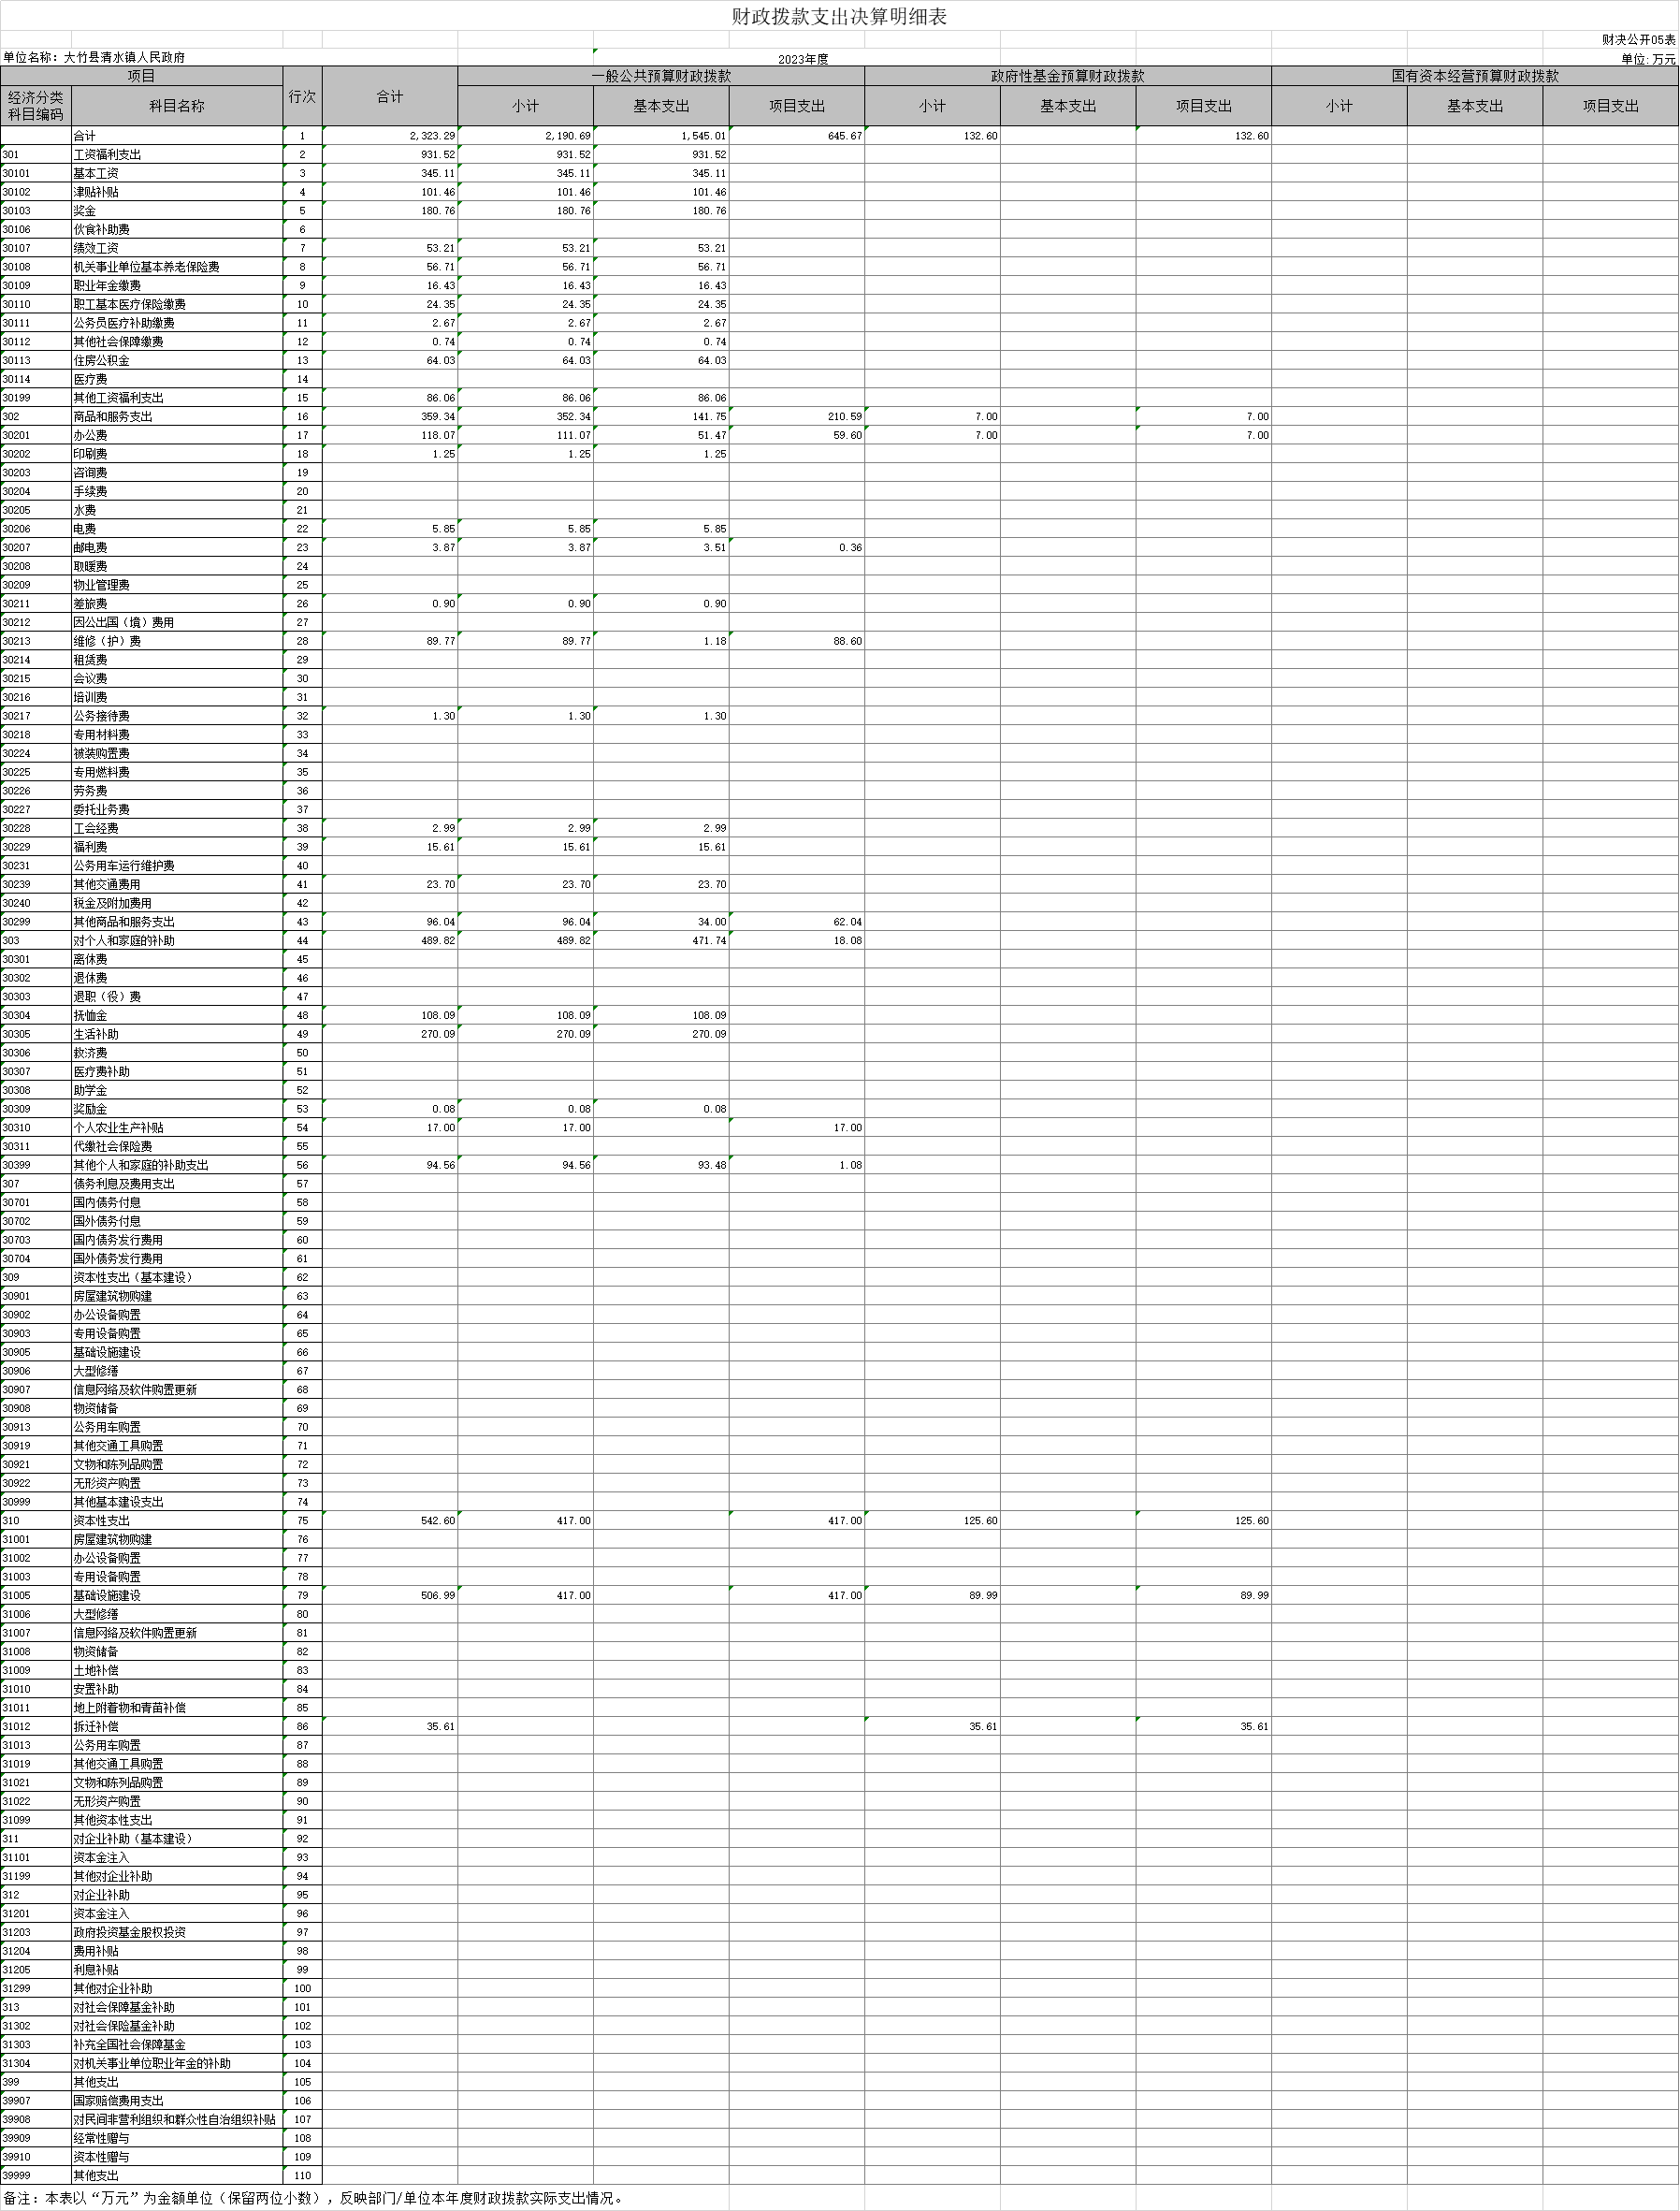 财政拨款支出决算明细表
财决公开05表
单位名称：大竹县清水镇人民政府 2023年度 单位:万元
项目 行次 合计 一般公共预算财政拨款 政府性基金预算财政拨款 国有资本经营预算财政拨款
经济分类科目编码 科目名称 小计 基本支出 项目支出 小计 基本支出 项目支出 小计 基本支出 项目支出
合计 1 2,323.29 2,190.69 1,545.01 645.67 132.60 132.60
301 工资福利支出 2 931.52 931.52 931.52
30101 基本工资 3 345.11 345.11 345.11
30102 津贴补贴 4 101.46 101.46 101.46
30103 奖金 5 180.76 180.76 180.76
30106 伙食补助费 6
30107 绩效工资 7 53.21 53.21 53.21
30108 机关事业单位基本养老保险费 8 56.71 56.71 56.71
30109 职业年金缴费 9 16.43 16.43 16.43
30110 职工基本医疗保险缴费 10 24.35 24.35 24.35
30111 公务员医疗补助缴费 11 2.67 2.67 2.67
30112 其他社会保障缴费 12 0.74 0.74 0.74
30113 住房公积金 13 64.03 64.03 64.03
30114 医疗费 14
30199 其他工资福利支出 15 86.06 86.06 86.06
302 商品和服务支出 16 359.34 352.34 141.75 210.59 7.00 7.00
30201 办公费 17 118.07 111.07 51.47 59.60 7.00 7.00
30202 印刷费 18 1.25 1.25 1.25
30203 咨询费 19
30204 手续费 20
30205 水费 21
30206 电费 22 5.85 5.85 5.85
30207 邮电费 23 3.87 3.87 3.51 0.36
30208 取暖费 24
30209 物业管理费 25
30211 差旅费 26 0.90 0.90 0.90
30212 因公出国（境）费用 27
30213 维修（护）费 28 89.77 89.77 1.18 88.60
30214 租赁费 29
30215 会议费 30
30216 培训费 31
30217 公务接待费 32 1.30 1.30 1.30
30218 专用材料费 33
30224 被装购置费 34
30225 专用燃料费 35
30226 劳务费 36
30227 委托业务费 37
30228 工会经费 38 2.99 2.99 2.99
30229 福利费 39 15.61 15.61 15.61
30231 公务用车运行维护费 40
30239 其他交通费用 41 23.70 23.70 23.70
30240 税金及附加费用 42
30299 其他商品和服务支出 43 96.04 96.04 34.00 62.04
303 对个人和家庭的补助 44 489.82 489.82 471.74 18.08
30301 离休费 45
30302 退休费 46
30303 退职（役）费 47
30304 抚恤金 48 108.09 108.09 108.09
30305 生活补助 49 270.09 270.09 270.09
30306 救济费 50
30307 医疗费补助 51
30308 助学金 52
30309 奖励金 53 0.08 0.08 0.08
30310 个人农业生产补贴 54 17.00 17.00 17.00
30311 代缴社会保险费 55
30399 其他个人和家庭的补助支出 56 94.56 94.56 93.48 1.08
307 债务利息及费用支出 57
30701 国内债务付息 58
30702 国外债务付息 59
30703 国内债务发行费用 60
30704 国外债务发行费用 61
309 资本性支出（基本建设） 62
30901 房屋建筑物购建 63
30902 办公设备购置 64
30903 专用设备购置 65
30905 基础设施建设 66
30906 大型修缮 67
30907 信息网络及软件购置更新 68
30908 物资储备 69
30913 公务用车购置 70
30919 其他交通工具购置 71
30921 文物和陈列品购置 72
30922 无形资产购置 73
30999 其他基本建设支出 74
310 资本性支出 75 542.60 417.00 417.00 125.60 125.60
31001 房屋建筑物购建 76
31002 办公设备购置 77
31003 专用设备购置 78
31005 基础设施建设 79 506.99 417.00 417.00 89.99 89.99
31006 大型修缮 80
31007 信息网络及软件购置更新 81
31008 物资储备 82
31009 土地补偿 83
31010 安置补助 84
31011 地上附着物和青苗补偿 85
31012 拆迁补偿 86 35.61 35.61 35.61
31013 公务用车购置 87
31019 其他交通工具购置 88
31021 文物和陈列品购置 89
31022 无形资产购置 90
31099 其他资本性支出 91
311 对企业补助（基本建设） 92
31101 资本金注入 93
31199 其他对企业补助 94
312 对企业补助 95
31201 资本金注入 96
31203 政府投资基金股权投资 97
31204 费用补贴 98
31205 利息补贴 99
31299 其他对企业补助 100
313 对社会保障基金补助 101
31302 对社会保险基金补助 102
31303 补充全国社会保障基金 103
31304 对机关事业单位职业年金的补助 104
399 其他支出 105
39907 国家赔偿费用支出 106
39908 对民间非营利组织和群众性自治组织补贴 107
39909 经常性赠与 108
39910 资本性赠与 109
39999 其他支出 110
备注：本表以“万元”为金额单位（保留两位小数），反映部门/单位本年度财政拨款实际支出情况。